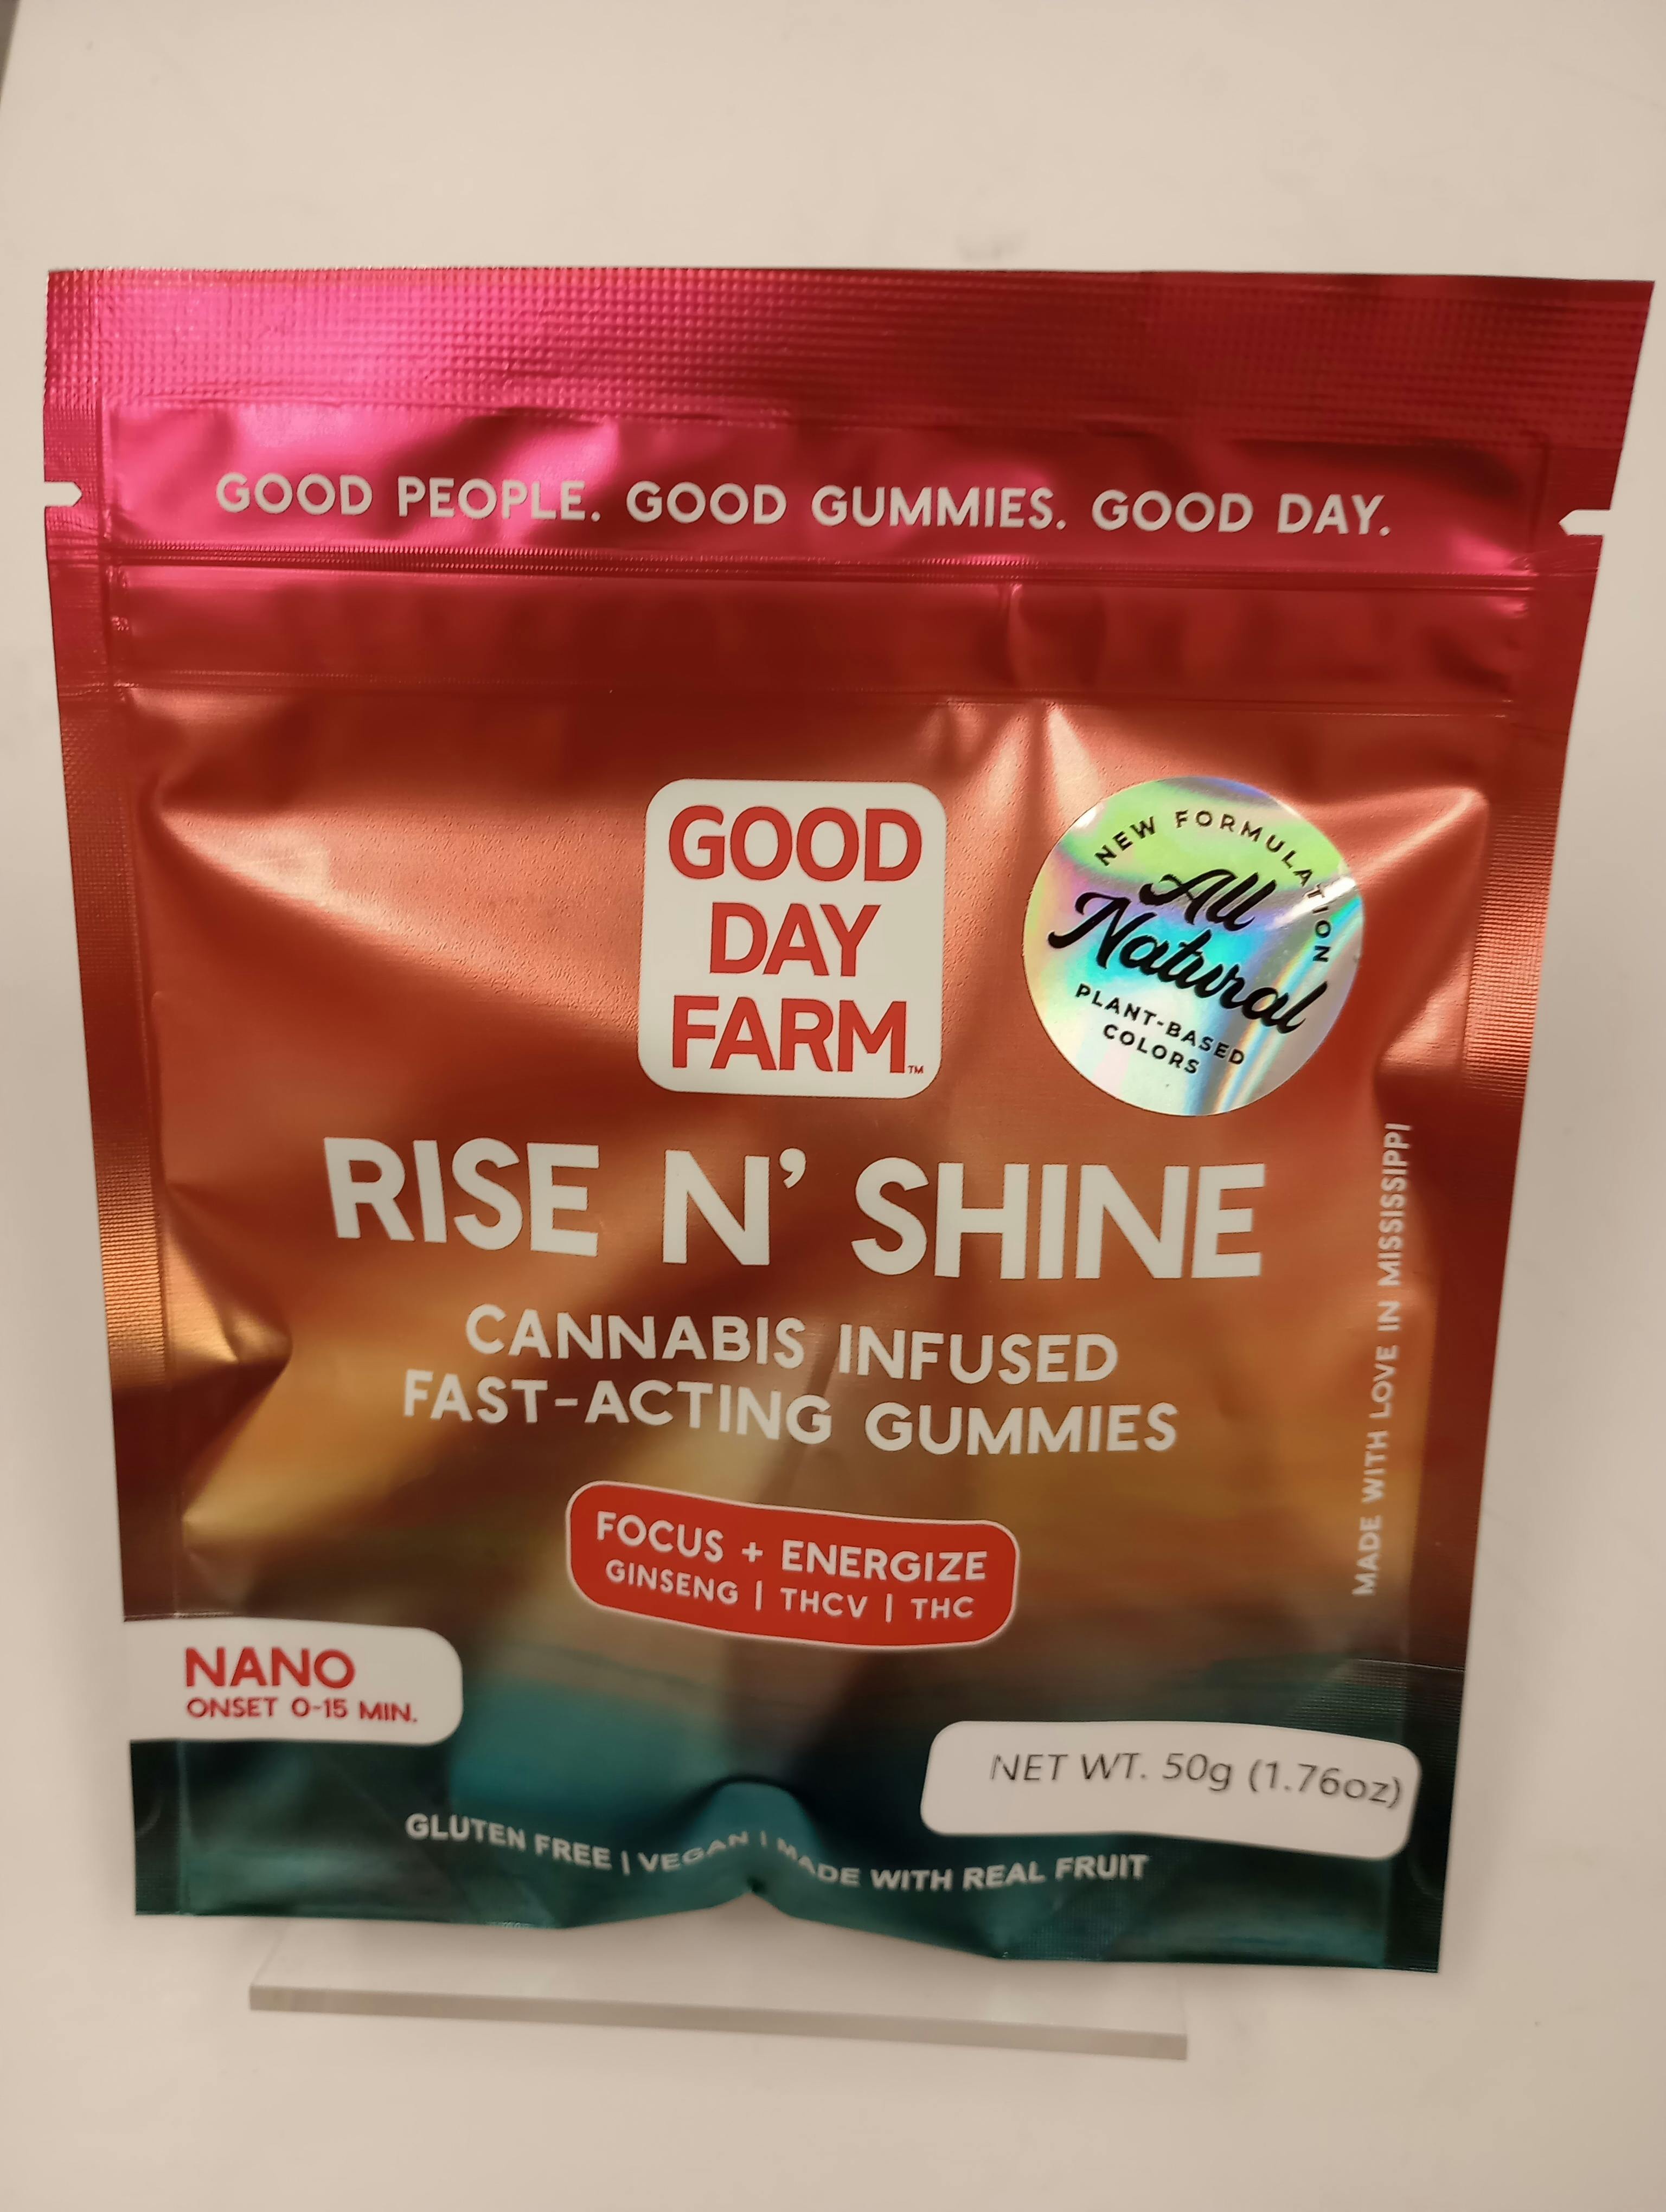 GOOD PEOPLE. GOOD GUMMIES. GOOD DAY.
GOOD
DAY
FARM™
NEW FORMULATION
All
Natural
PLANT-BASED
COLORS
RISE N' SHINE
CANNABIS INFUSED
FAST-ACTING GUMMIES
MADE WITH LOVE IN MISSISSIPPI
FOCUS + ENERGIZE
GINSENG | THCV | THC
NANO
ONSET 0-15 MIN.
NET WT. 50g (1.76oz)
GLUTEN FREE | VEGAN | MADE WITH REAL FRUIT